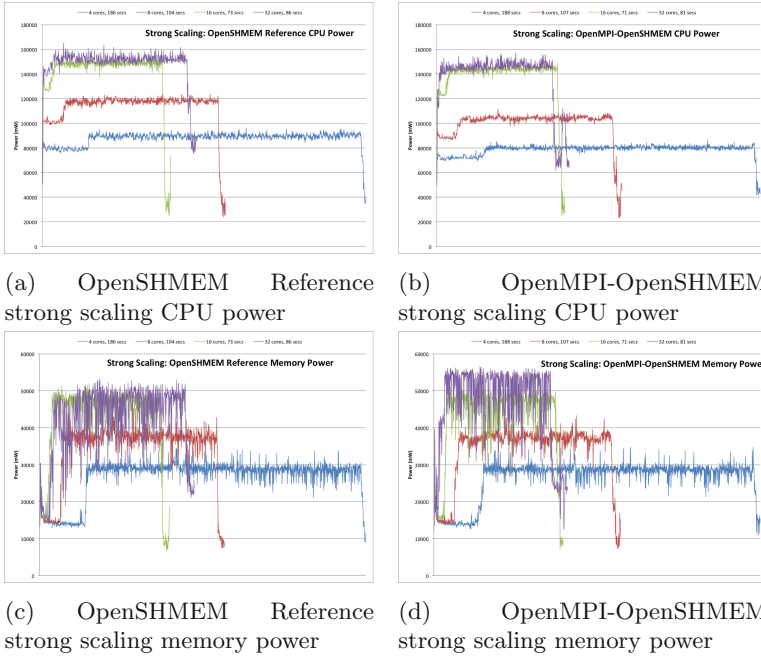 4 cores, 186 secs 8 cores, 104 secs 16 cores, 73 secs 32 cores, 86 secs
Strong Scaling: OpenSHMEM Reference CPU Power
Power (mW)
180000
160000
140000
120000
100000
80000
60000
40000
20000
0
(a) OpenSHMEM Reference
strong scaling CPU power
4 cores, 188 secs 8 cores, 107 secs 16 cores, 71 secs 32 cores, 81 secs
Strong Scaling: OpenMPI-OpenSHMEM CPU Power
Power (mW)
180000
160000
140000
120000
100000
80000
60000
40000
20000
0
(b) OpenMPI-OpenSHMEM
strong scaling CPU power
4 cores, 186 secs 8 cores, 104 secs 16 cores, 73 secs 32 cores, 86 secs
Strong Scaling: OpenSHMEM Reference Memory Power
Power (mW)
60000
50000
40000
30000
20000
10000
0
(c) OpenSHMEM Reference
strong scaling memory power
4 cores, 188 secs 8 cores, 107 secs 16 cores, 71 secs 32 cores, 81 secs
Strong Scaling: OpenMPI-OpenSHMEM Memory Powe
Power (mW)
60000
50000
40000
30000
20000
10000
0
(d) OpenMPI-OpenSHMEM
strong scaling memory power